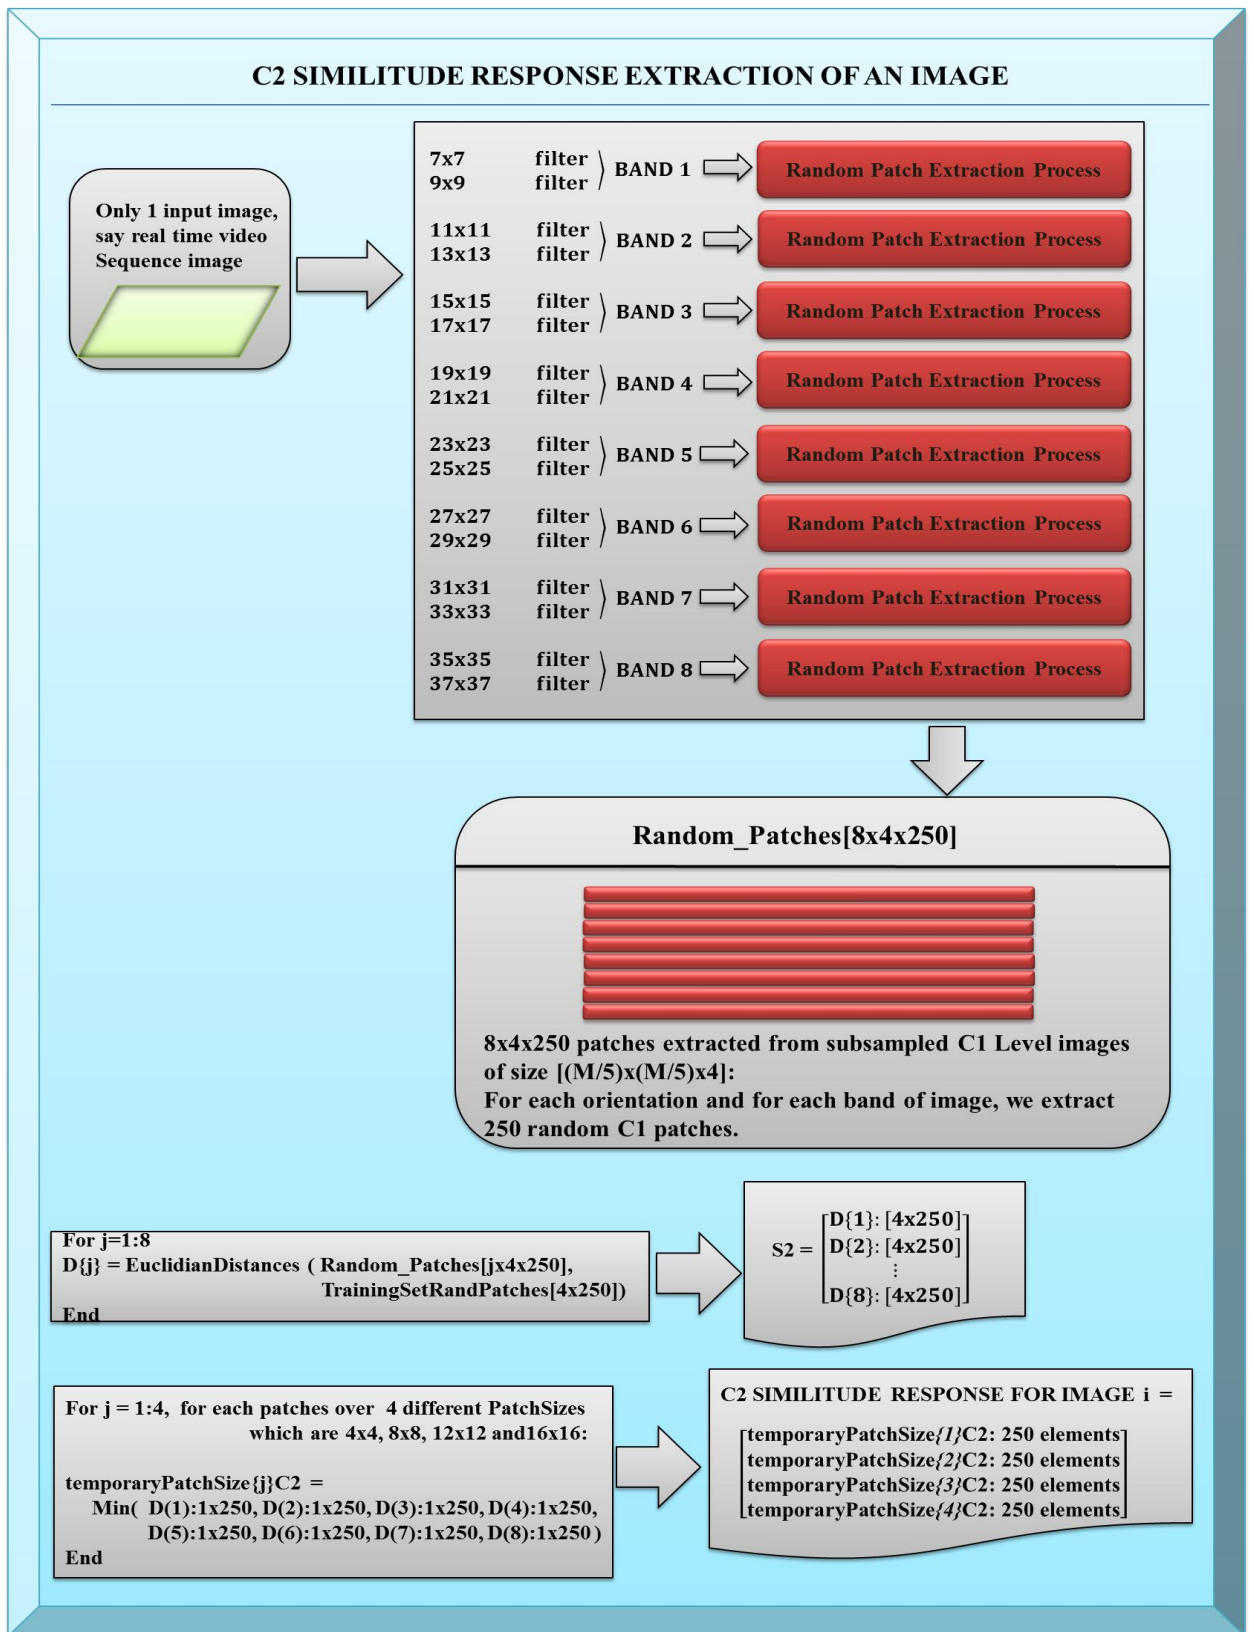 C2 SIMILITUDE RESPONSE EXTRACTION OF AN IMAGE
Only 1 input image,
say real time video
Sequence image
7x7 filter
9x9 filter
BAND 1
Random Patch Extraction Process
11x11 filter
13x13 filter
BAND 2
Random Patch Extraction Process
15x15 filter
17x17 filter
BAND 3
Random Patch Extraction Process
19x19 filter
21x21 filter
BAND 4
Random Patch Extraction Process
23x23 filter
25x25 filter
BAND 5
Random Patch Extraction Process
27x27 filter
29x29 filter
BAND 6
Random Patch Extraction Process
31x31 filter
33x33 filter
BAND 7
Random Patch Extraction Process
35x35 filter
37x37 filter
BAND 8
Random Patch Extraction Process
Random_Patches[8x4x250]
8x4x250 patches extracted from subsampled C1 Level images
of size [(M/5)x(M/5)x4]:
For each orientation and for each band of image, we extract
250 random C1 patches.
For j=1:8
D{j} = EuclidianDistances ( Random_Patches[jx4x250],
TrainingSetRandPatches[4x250])
End
S2 =
[D{1}: [4x250]
D{2}: [4x250]
⋮
D{8}: [4x250]]
For j = 1:4, for each patches over 4 different PatchSizes
which are 4x4, 8x8, 12x12 and16x16:
temporaryPatchSize{j}C2 =
Min( D(1):1x250, D(2):1x250, D(3):1x250, D(4):1x250,
D(5):1x250, D(6):1x250, D(7):1x250, D(8):1x250 )
End
C2 SIMILITUDE RESPONSE FOR IMAGE i =
[temporaryPatchSize{1}C2: 250 elements
temporaryPatchSize{2}C2: 250 elements
temporaryPatchSize{3}C2: 250 elements
temporaryPatchSize{4}C2: 250 elements]